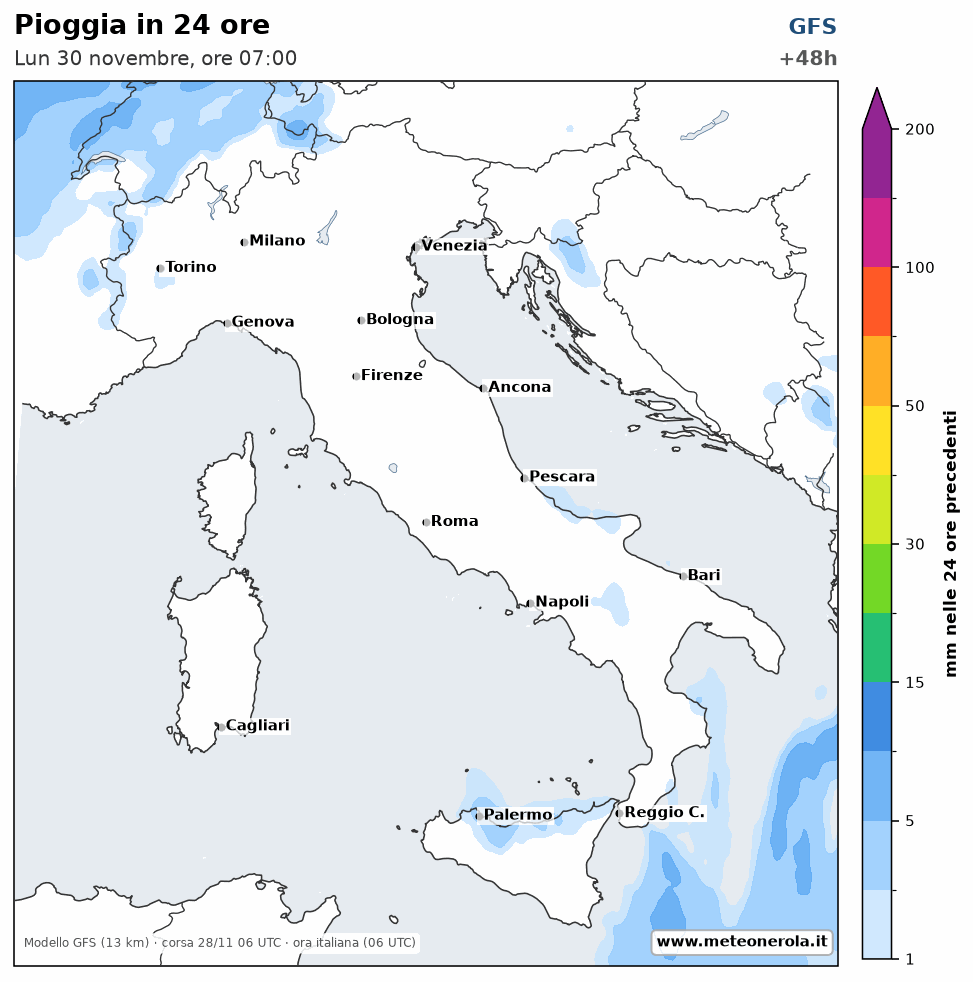 Pioggia in 24 ore
GFS
Lun 30 novembre, ore 07:00
+48h
200
Milano
Venezia
Torino
100
Genova
Bologna
Firenze
Ancona
50
Pescara
Roma
30
Bari
Napoli
mm nelle 24 ore precedenti
15
Cagliari
Palermo
Reggio C.
5
Modello GFS (13 km) · corsa 28/11 06 UTC · ora italiana (06 UTC)
www.meteonerola.it
1